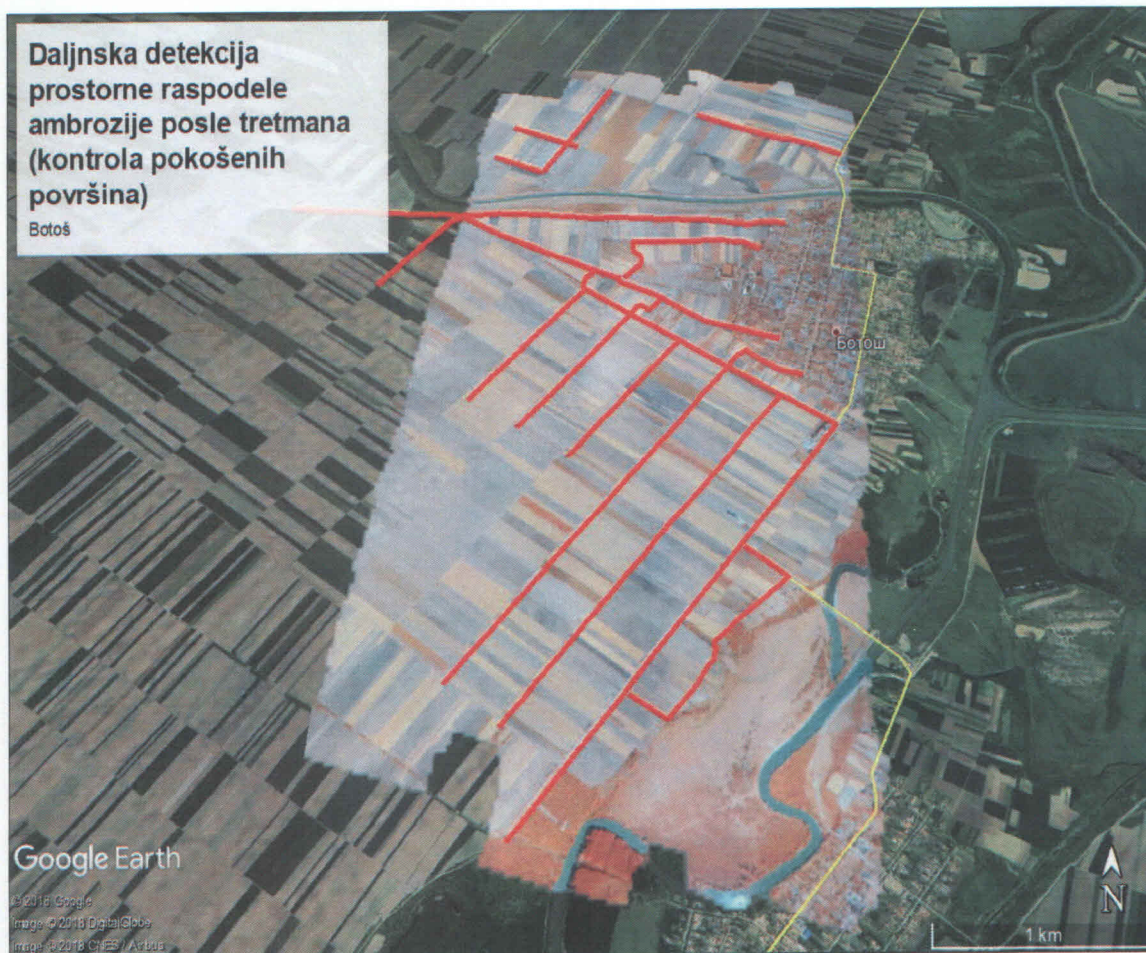 Daljnska detekcija
prostorne raspodele
ambrozije posle tretmana
(kontrola pokošenih
površina)
Botoš
Ботош
Google Earth
© 2018 Google
Image © 2018 DigitalGlobe
Image © 2018 CNES / Airbus
N
1 km